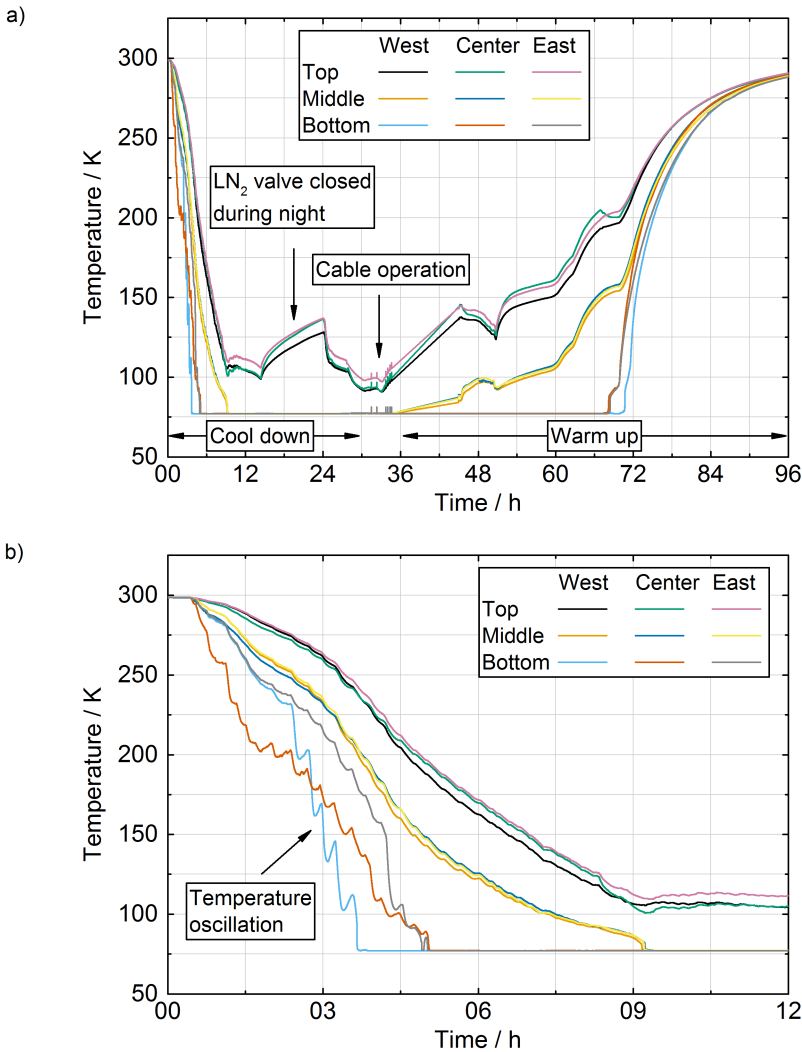 a)
300
250
200
150
100
50
Temperature / K
West Center East
Top
Middle
Bottom
LN₂ valve closed
during night
Cable operation
Cool down
Warm up
00 12 24 36 48 60 72 84 96
Time / h
b)
300
250
200
150
100
50
Temperature / K
West Center East
Top
Middle
Bottom
Temperature
oscillation
00 03 06 09 12
Time / h